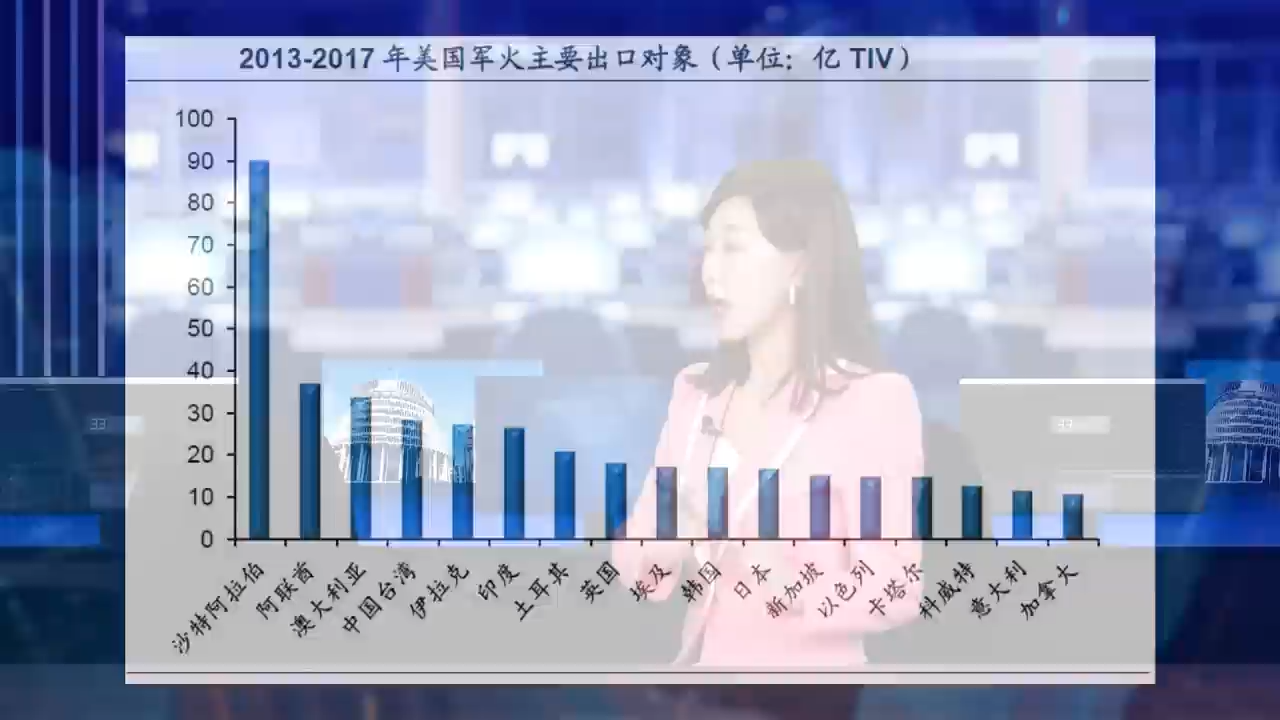 2013-2017 年美国军火主要出口对象（单位：亿 TIV）
100
90
80
70
60
50
40
30
20
10
0
沙特阿拉伯
阿联酋
澳大利亚
中国台湾
伊拉克
印度
土耳其
英国
埃及
韩国
日本
新加坡
以色列
卡塔尔
科威特
意大利
加拿大
33
33